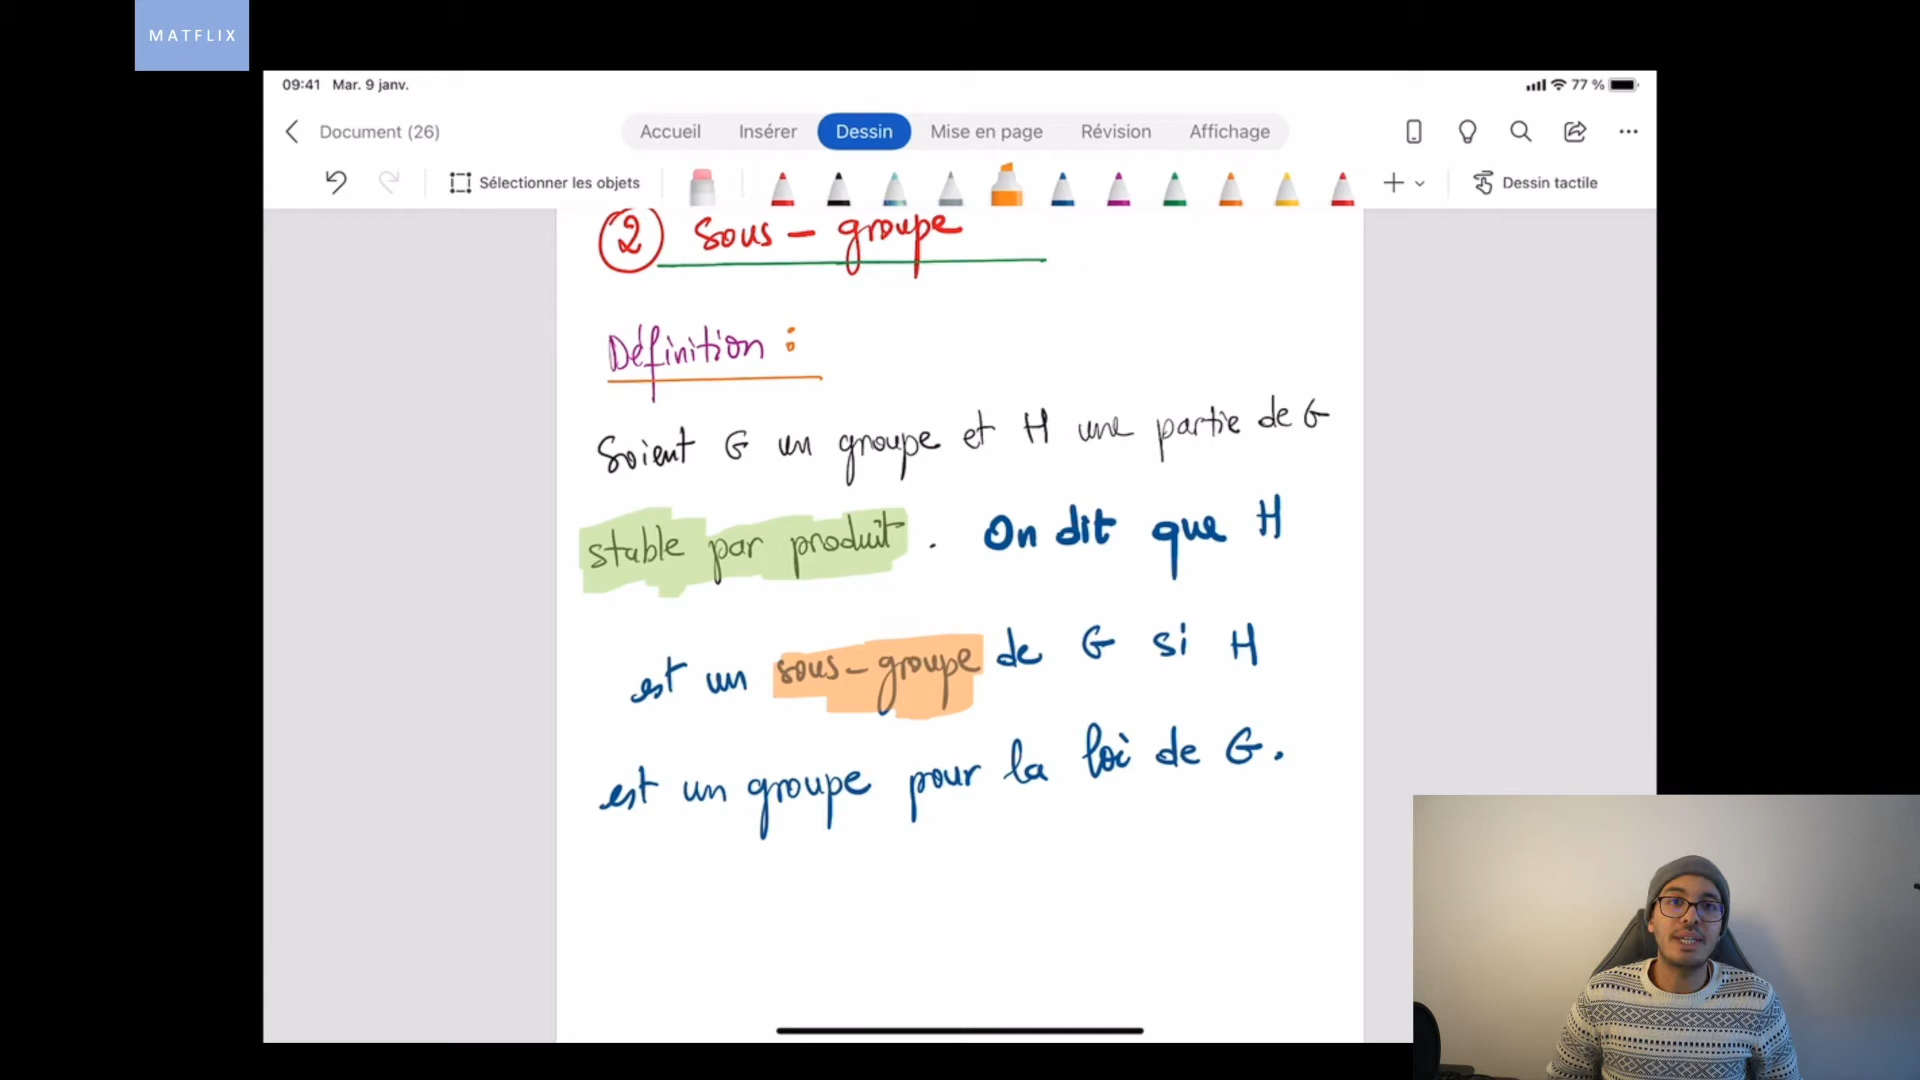 MATFLIX
09:41 Mar. 9 janv.
77 %
Document (26)
Accueil Insérer Dessin Mise en page Révision Affichage
Sélectionner les objets
Dessin tactile
2 Sous-groupe
Définition :
Soient G un groupe et H une partie de G
stable par produit. On dit que H
est un sous-groupe de G si H
est un groupe pour la loi de G.